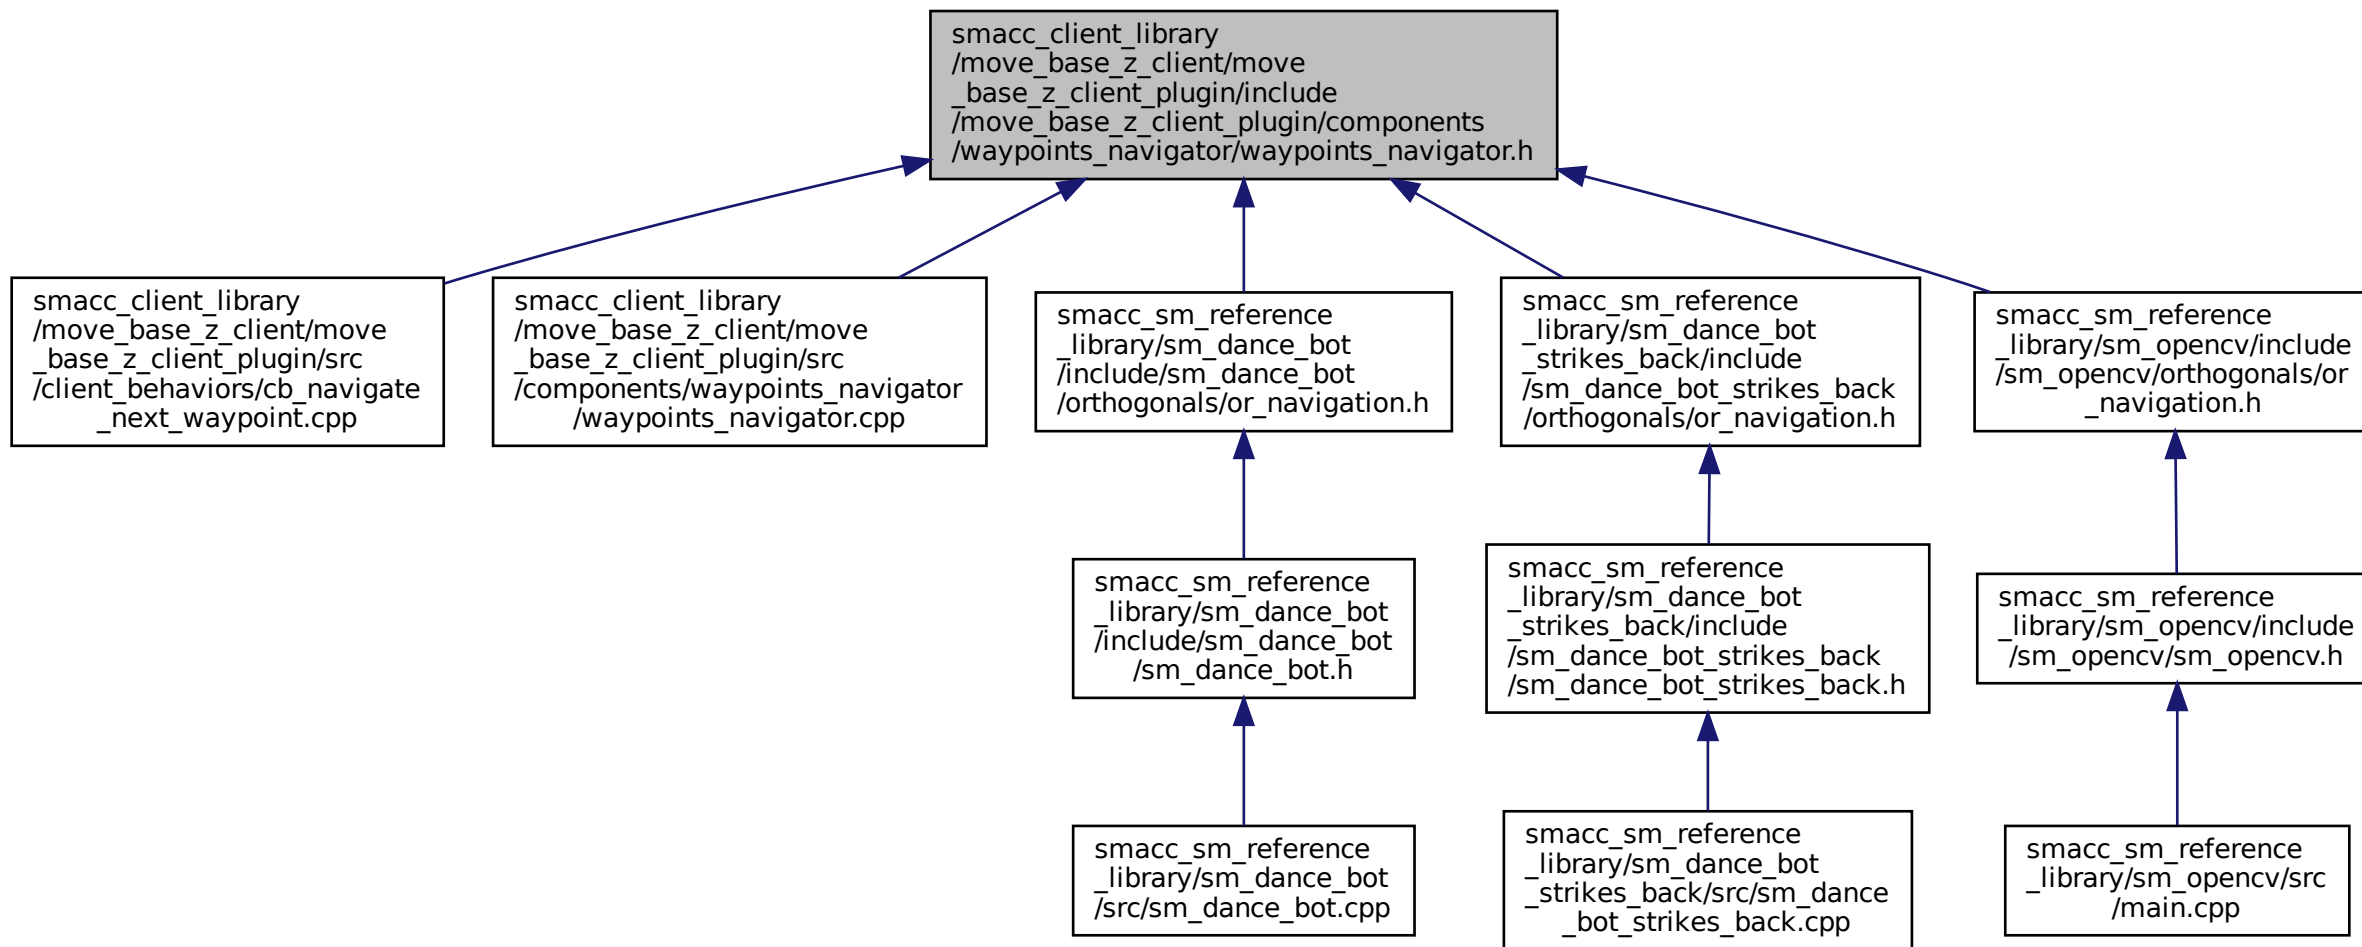 smacc_client_library
/move_base_z_client/move
_base_z_client_plugin/include
/move_base_z_client_plugin/components
/waypoints_navigator/waypoints_navigator.h
smacc_client_library
/move_base_z_client/move
_base_z_client_plugin/src
/client_behaviors/cb_navigate
_next_waypoint.cpp
smacc_client_library
/move_base_z_client/move
_base_z_client_plugin/src
/components/waypoints_navigator
/waypoints_navigator.cpp
smacc_sm_reference
_library/sm_dance_bot
/include/sm_dance_bot
/orthogonals/or_navigation.h
smacc_sm_reference
_library/sm_dance_bot
_strikes_back/include
/sm_dance_bot_strikes_back
/orthogonals/or_navigation.h
smacc_sm_reference
_library/sm_opencv/include
/sm_opencv/orthogonals/or
_navigation.h
smacc_sm_reference
_library/sm_dance_bot
/include/sm_dance_bot
/sm_dance_bot.h
smacc_sm_reference
_library/sm_dance_bot
_strikes_back/include
/sm_dance_bot_strikes_back
/sm_dance_bot_strikes_back.h
smacc_sm_reference
_library/sm_opencv/include
/sm_opencv/sm_opencv.h
smacc_sm_reference
_library/sm_dance_bot
/src/sm_dance_bot.cpp
smacc_sm_reference
_library/sm_dance_bot
_strikes_back/src/sm_dance
_bot_strikes_back.cpp
smacc_sm_reference
_library/sm_opencv/src
/main.cpp